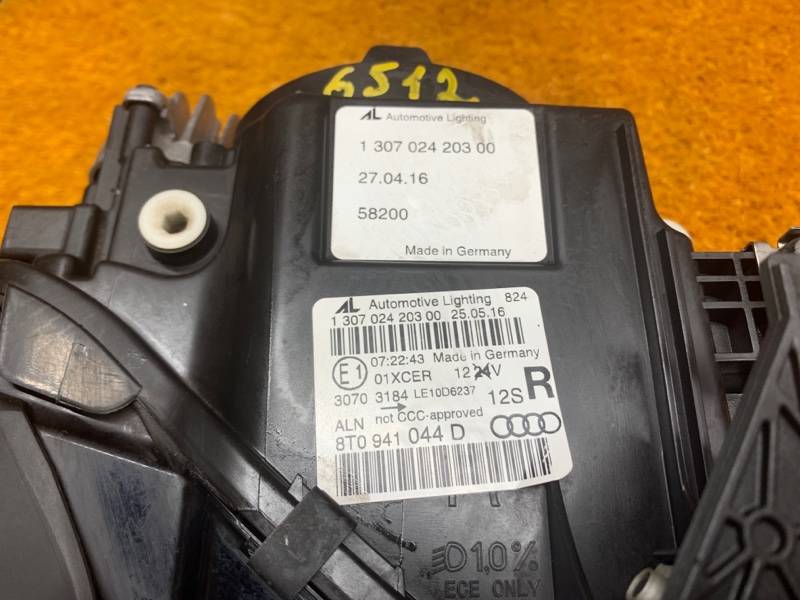 6512
AL Automotive Lighting
1 307 024 203 00
27.04.16
58200
Made in Germany
AL Automotive Lighting 824
1 307 024 203 00 25.05.16
07:22:43 Made in Germany
E1 01XCER 12 24V
3070 3184 LE10D6237 12S R
ALN not CCC-approved
8T0 941 044 D
1,0%
ECE ONLY